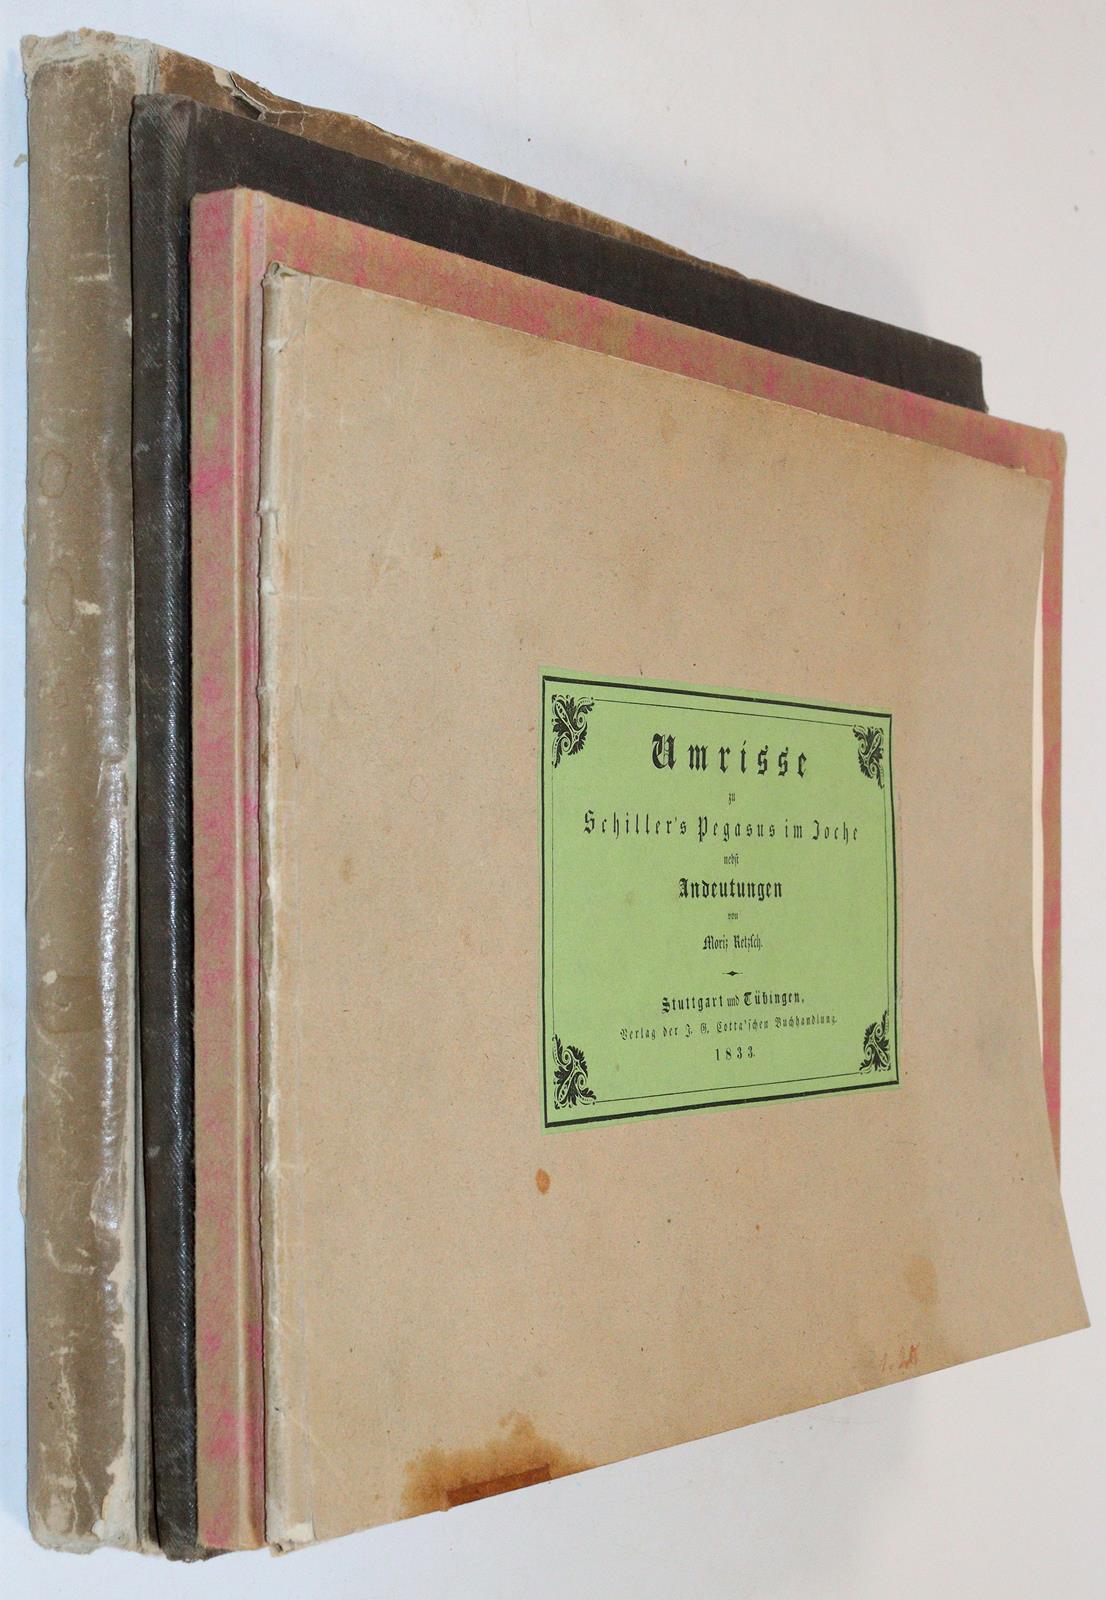 Umrisse
zu
Schiller's Pegasus im Joche
nebst
Andeutungen
von
Moriz Retzsch.
Stuttgart und Tübingen,
Verlag der J. G. Cotta'schen Buchhandlung.
1833.